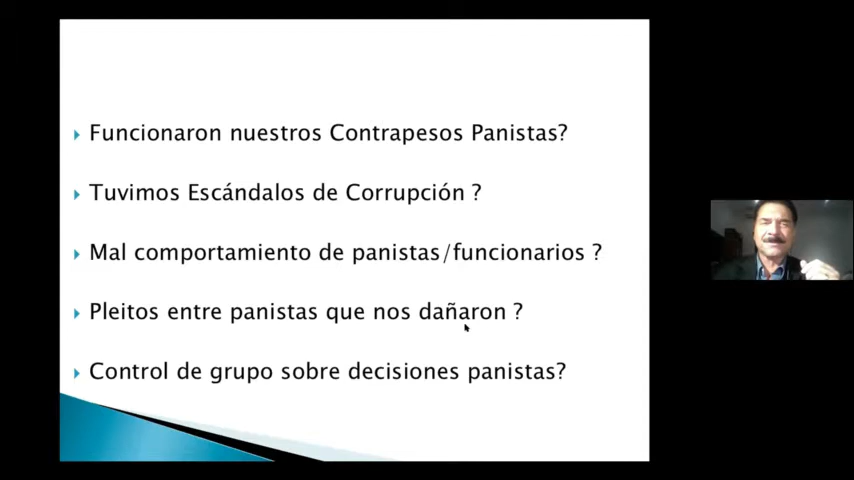 Funcionaron nuestros Contrapesos Panistas?
Tuvimos Escándalos de Corrupción ?
Mal comportamiento de panistas/funcionarios ?
Pleitos entre panistas que nos dañaron ?
Control de grupo sobre decisiones panistas?